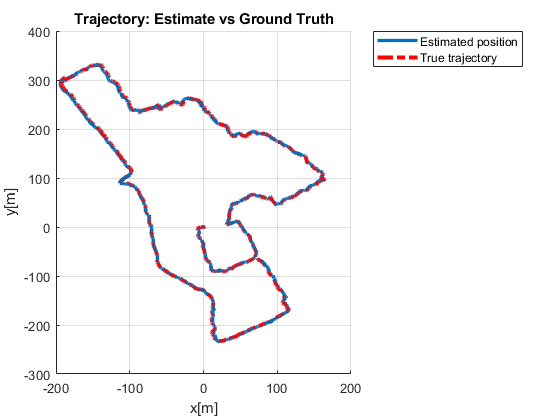 Trajectory: Estimate vs Ground Truth
Estimated position
True trajectory
400
300
200
100
0
-100
-200
-300
y[m]
-200 -100 0 100 200
x[m]